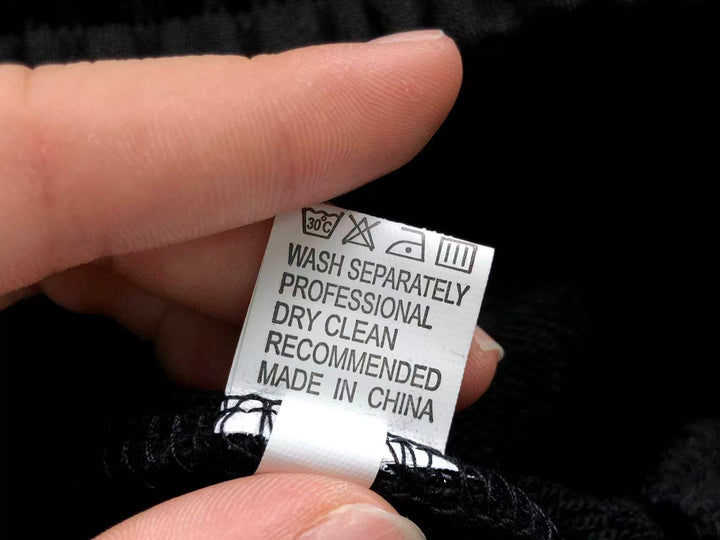 30°C
WASH SEPARATELY
PROFESSIONAL
DRY CLEAN
RECOMMENDED
MADE IN CHINA